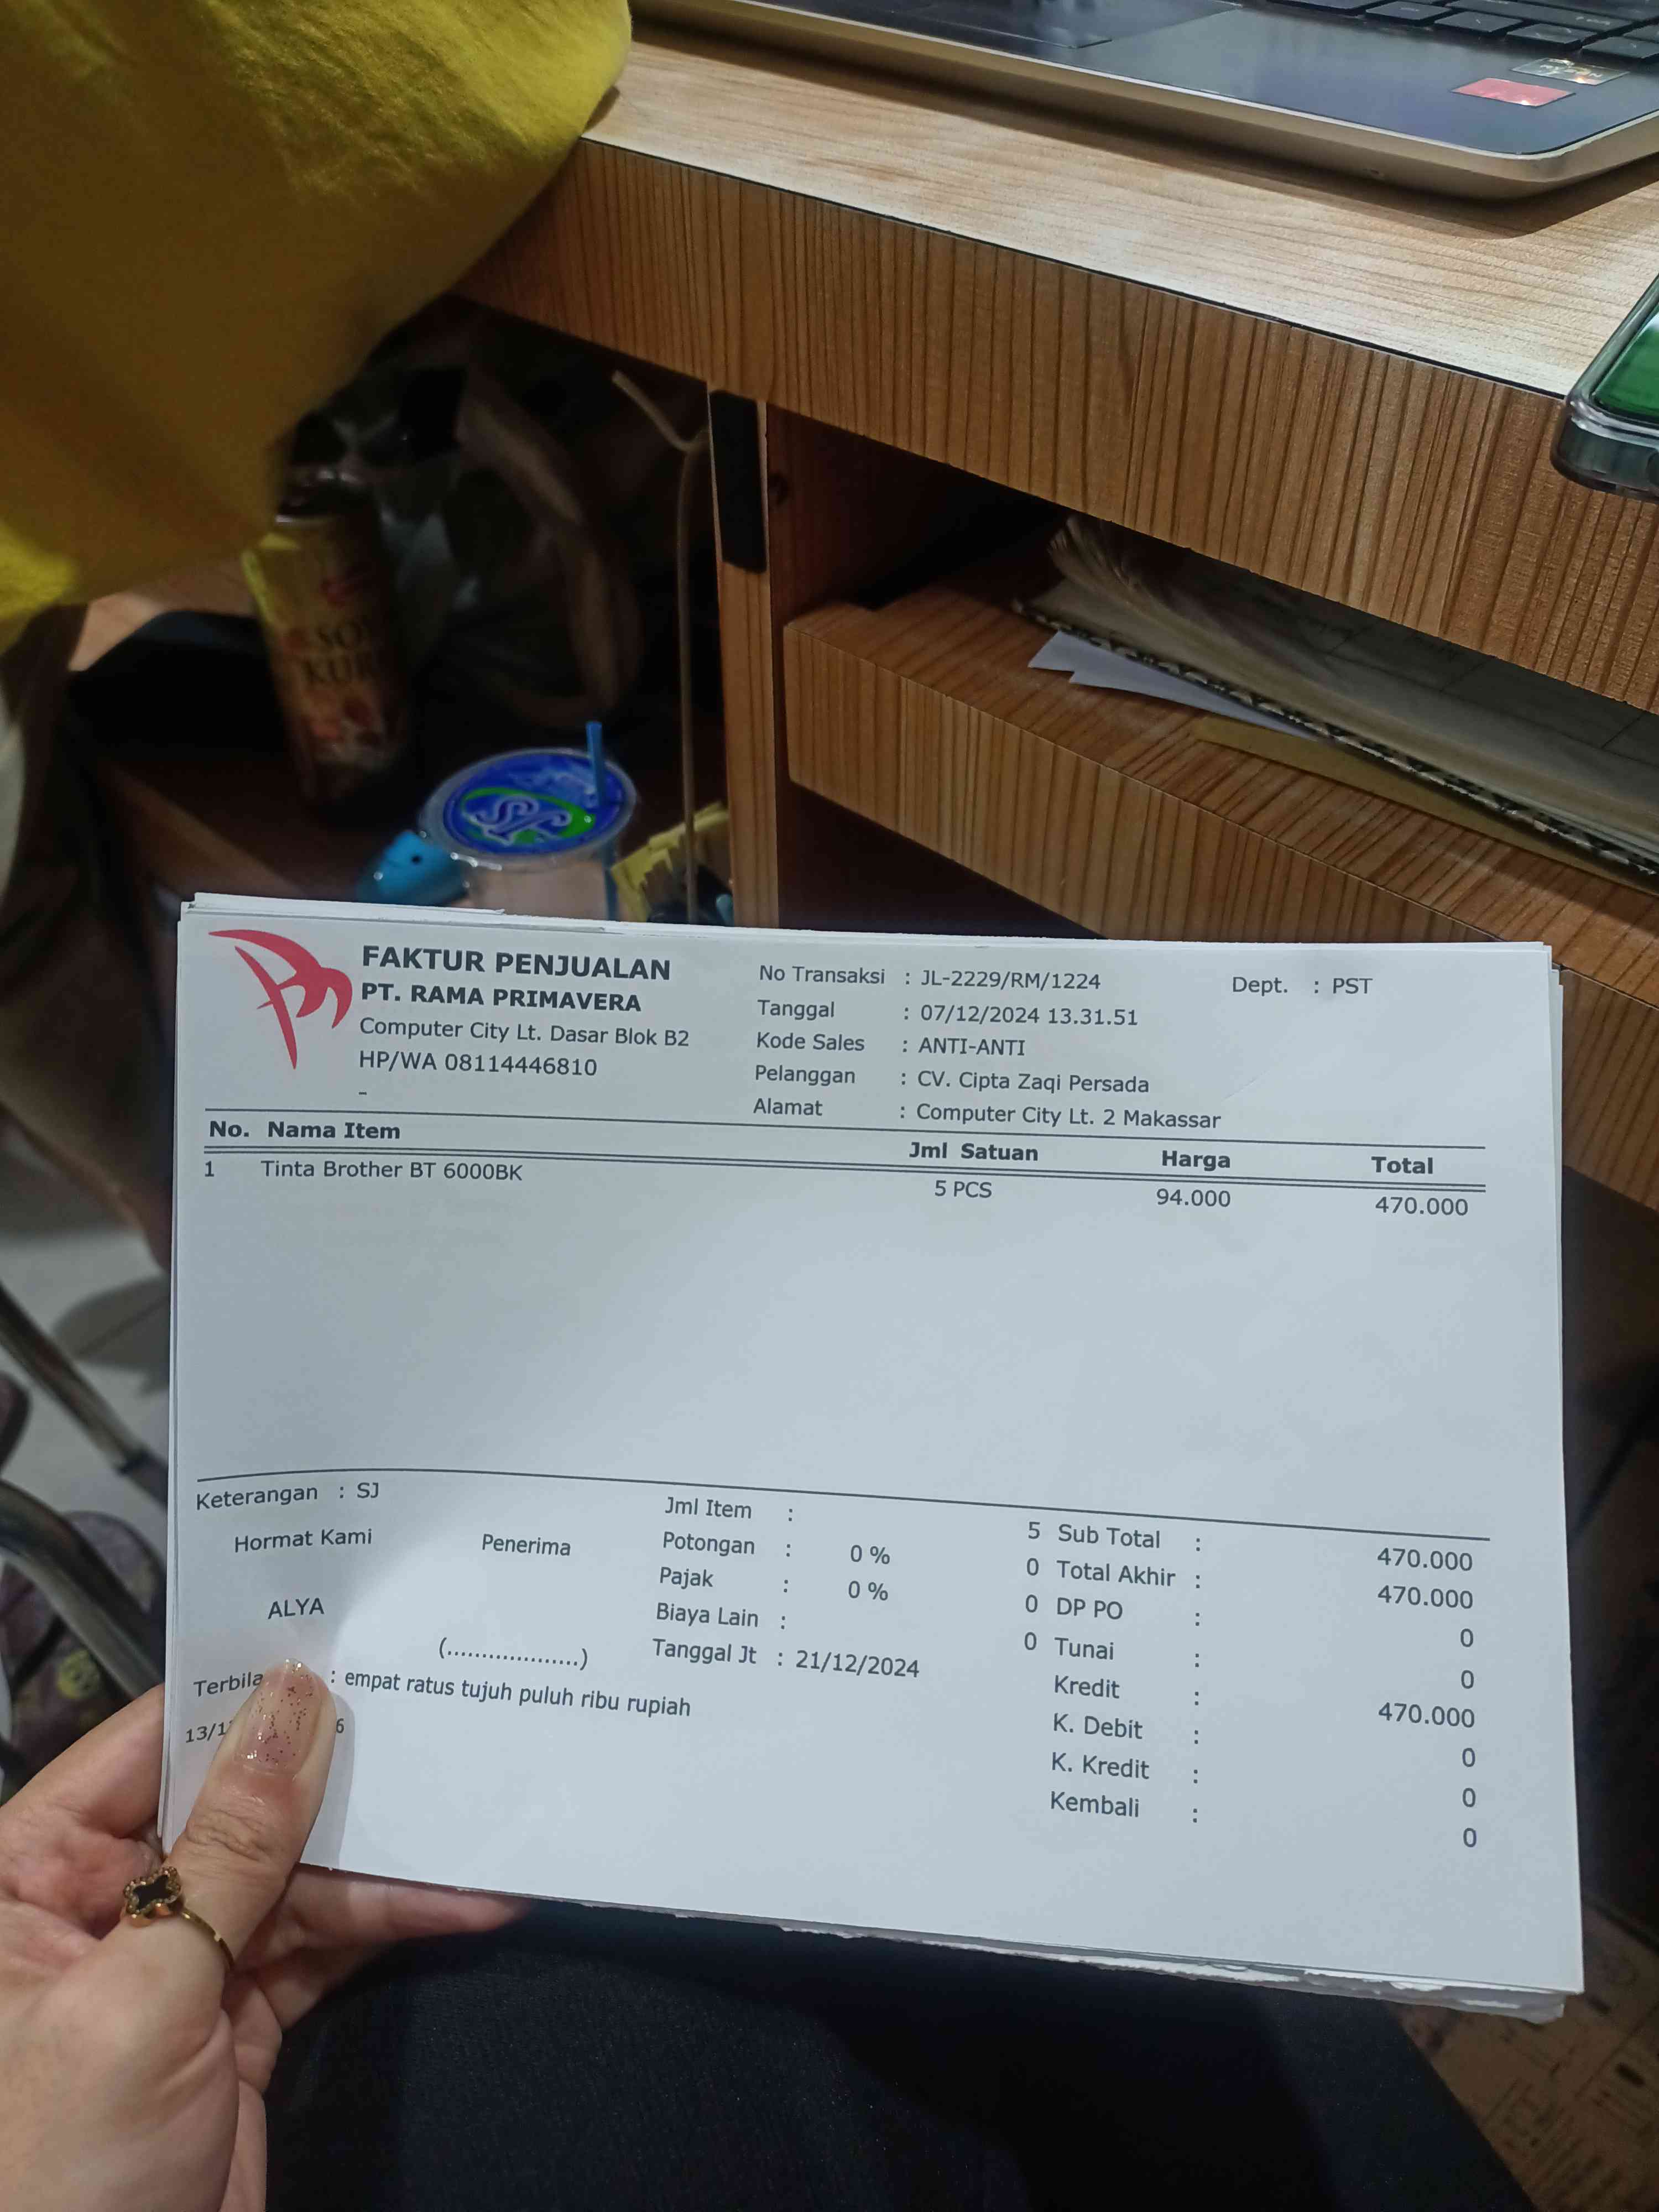 FAKTUR PENJUALAN
PT. RAMA PRIMAVERA
Computer City Lt. Dasar Blok B2
HP/WA 08114446810
-
No Transaksi : JL-2229/RM/1224
Dept. : PST
Tanggal : 07/12/2024 13.31.51
Kode Sales : ANTI-ANTI
Pelanggan : CV. Cipta Zaqi Persada
Alamat : Computer City Lt. 2 Makassar
No. Nama Item Jml Satuan Harga Total
1 Tinta Brother BT 6000BK 5 PCS 94.000 470.000
Keterangan : SJ
Hormat Kami
Penerima
ALYA
(...................)
Jml Item : 5
Potongan : 0 % 0
Pajak : 0 % 0
Biaya Lain : 0
Tanggal Jt : 21/12/2024
Sub Total : 470.000
Total Akhir : 470.000
DP PO : 0
Tunai : 0
Kredit : 470.000
K. Debit : 0
K. Kredit : 0
Kembali : 0
: empat ratus tujuh puluh ribu rupiah